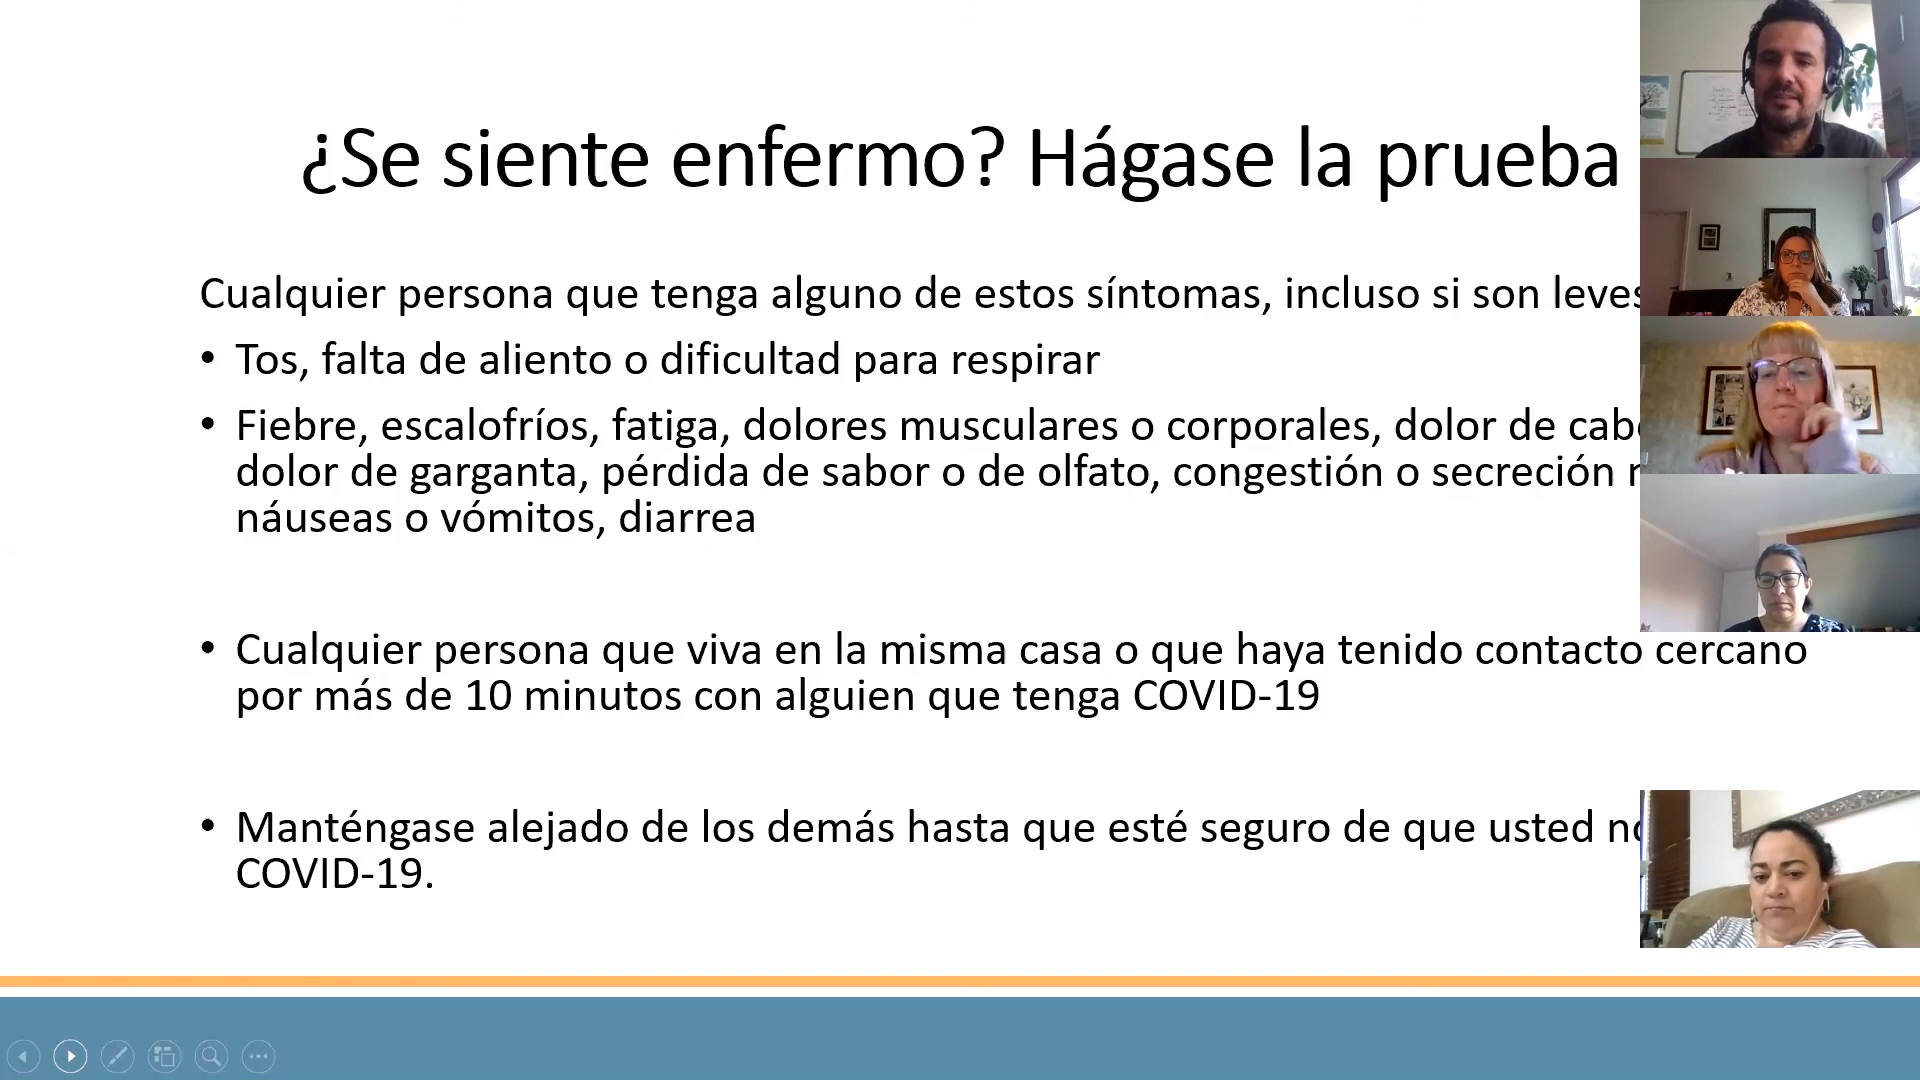 ¿Se siente enfermo? Hágase la prueba
Cualquier persona que tenga alguno de estos síntomas, incluso si son leves
• Tos, falta de aliento o dificultad para respirar
• Fiebre, escalofríos, fatiga, dolores musculares o corporales, dolor de
dolor de garganta, pérdida de sabor o de olfato, congestión o secreción
náuseas o vómitos, diarrea
• Cualquier persona que viva en la misma casa o que haya tenido contacto cercano
por más de 10 minutos con alguien que tenga COVID-19
• Manténgase alejado de los demás hasta que esté seguro de que usted no
COVID-19.